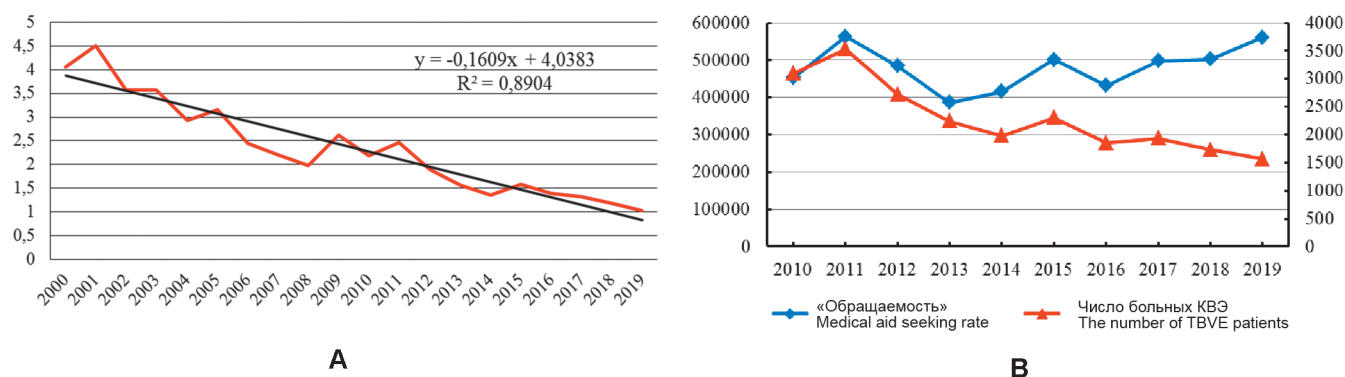 5
4,5
4
3,5
3
2,5
2
1,5
1
0,5
0
y = -0,1609x + 4,0383
R² = 0,8904
2000 2001 2002 2003 2004 2005 2006 2007 2008 2009 2010 2011 2012 2013 2014 2015 2016 2017 2018 2019
A
600000
500000
400000
300000
200000
100000
0
4000
3500
3000
2500
2000
1500
1000
500
0
2010 2011 2012 2013 2014 2015 2016 2017 2018 2019
«Обращаемость»
Medical aid seeking rate
Число больных КВЭ
The number of TBVE patients
B